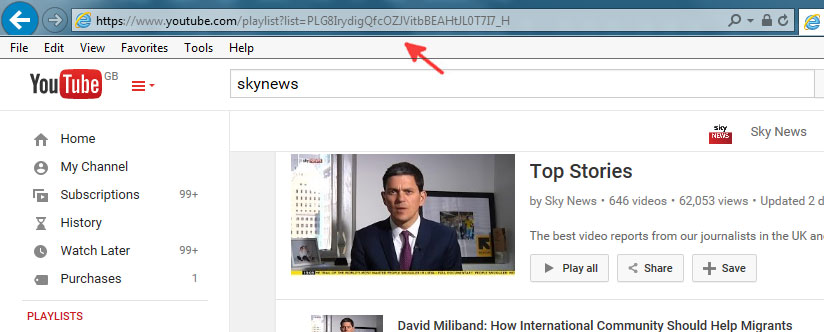 https://www.youtube.com/playlist?list=PLG8IrydigQfcOZJVitbBEAHtJL0T7I7_H
File Edit View Favorites Tools Help
YouTube GB
skynews
Home
My Channel
Subscriptions 99+
History
Watch Later 99+
Purchases 1
PLAYLISTS
sky NEWS Sky News
Top Stories
by Sky News • 646 videos • 62,053 views • Updated 2 d
The best video reports from our journalists in the UK an
Play all Share Save
David Miliband: How International Community Should Help Migrants